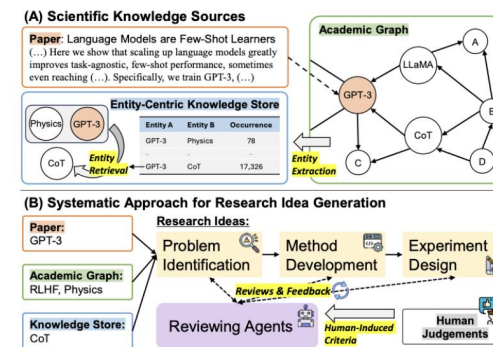 (A) Scientific Knowledge Sources
Paper: Language Models are Few-Shot Learners
(…) Here we show that scaling up language models greatly
improves task-agnostic, few-shot performance, sometimes
even reaching (…). Specifically, we train GPT-3, (…)
Academic Graph
A
LLaMA
GPT-3
B
CoT
C
D
Entity-Centric Knowledge Store
Physics
GPT-3
CoT
Entity
Retrieval
Entity A Entity B Occurrence
GPT-3 Physics 78
GPT-3 CoT 17,326
Entity
Extraction
(B) Systematic Approach for Research Idea Generation
Paper:
GPT-3
Academic Graph:
RLHF, Physics
Knowledge Store:
CoT
Research Ideas:
Problem
Identification
Method
Development
Experiment
Design
Reviews & Feedback
Reviewing Agents
Human-Induced
Criteria
Human
Judgements